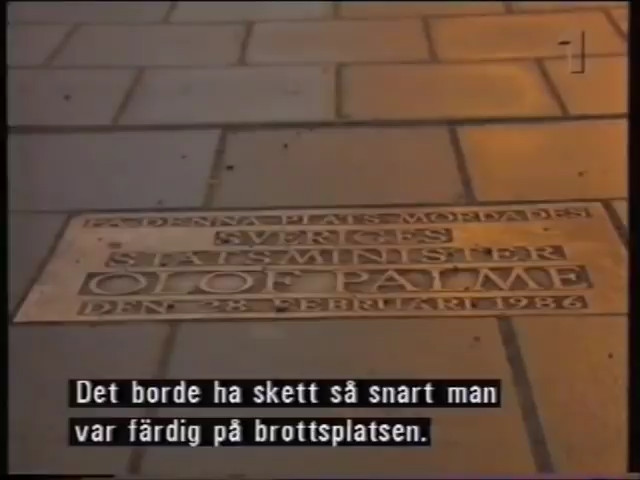 PÅ DENNA PLATS MÖRDADES
SVERIGES
STATSMINISTER
OLOF PALME
DEN 28 FEBRUARI 1986
Det borde ha skett så snart man
var färdig på brottsplatsen.